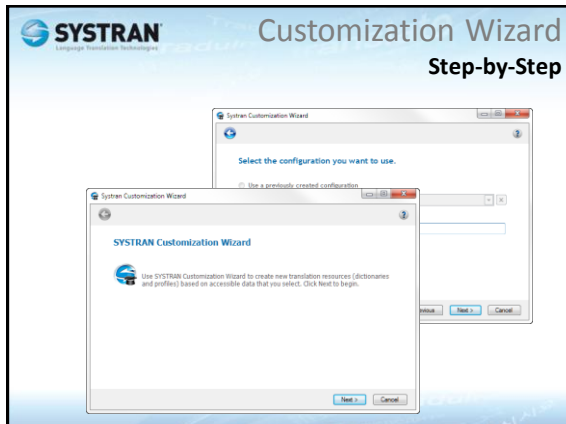 SYSTRAN
Language Translation Technologies
Customization Wizard
Step-by-Step
Systran Customization Wizard
Select the configuration you want to use.
Use a previously created configuration
Next >
Cancel
Systran Customization Wizard
SYSTRAN Customization Wizard
Use SYSTRAN Customization Wizard to create new translation resources (dictionaries
and profiles) based on accessible data that you select. Click Next to begin.
Next >
Cancel